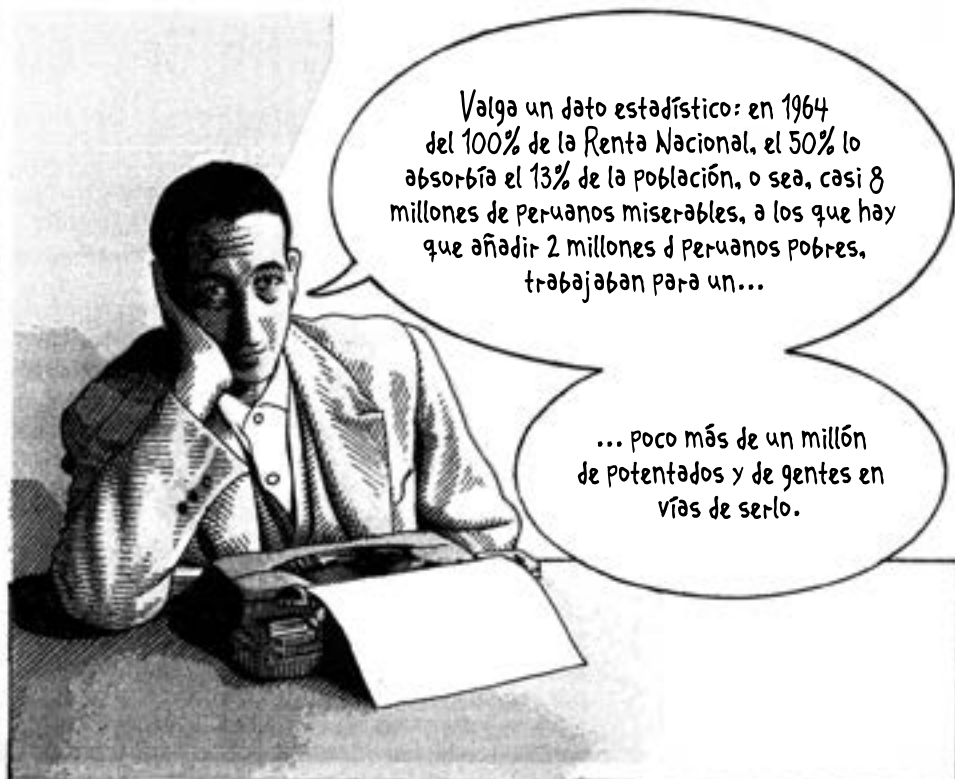 Valga un dato estadístico: en 1964
del 100% de la Renta Nacional, el 50% lo
absorbía el 13% de la población, o sea, casi 8
millones de peruanos miserables, a los que hay
que añadir 2 millones d peruanos pobres,
trabajaban para un...
... poco más de un millón
de potentados y de gentes en
vías de serlo.